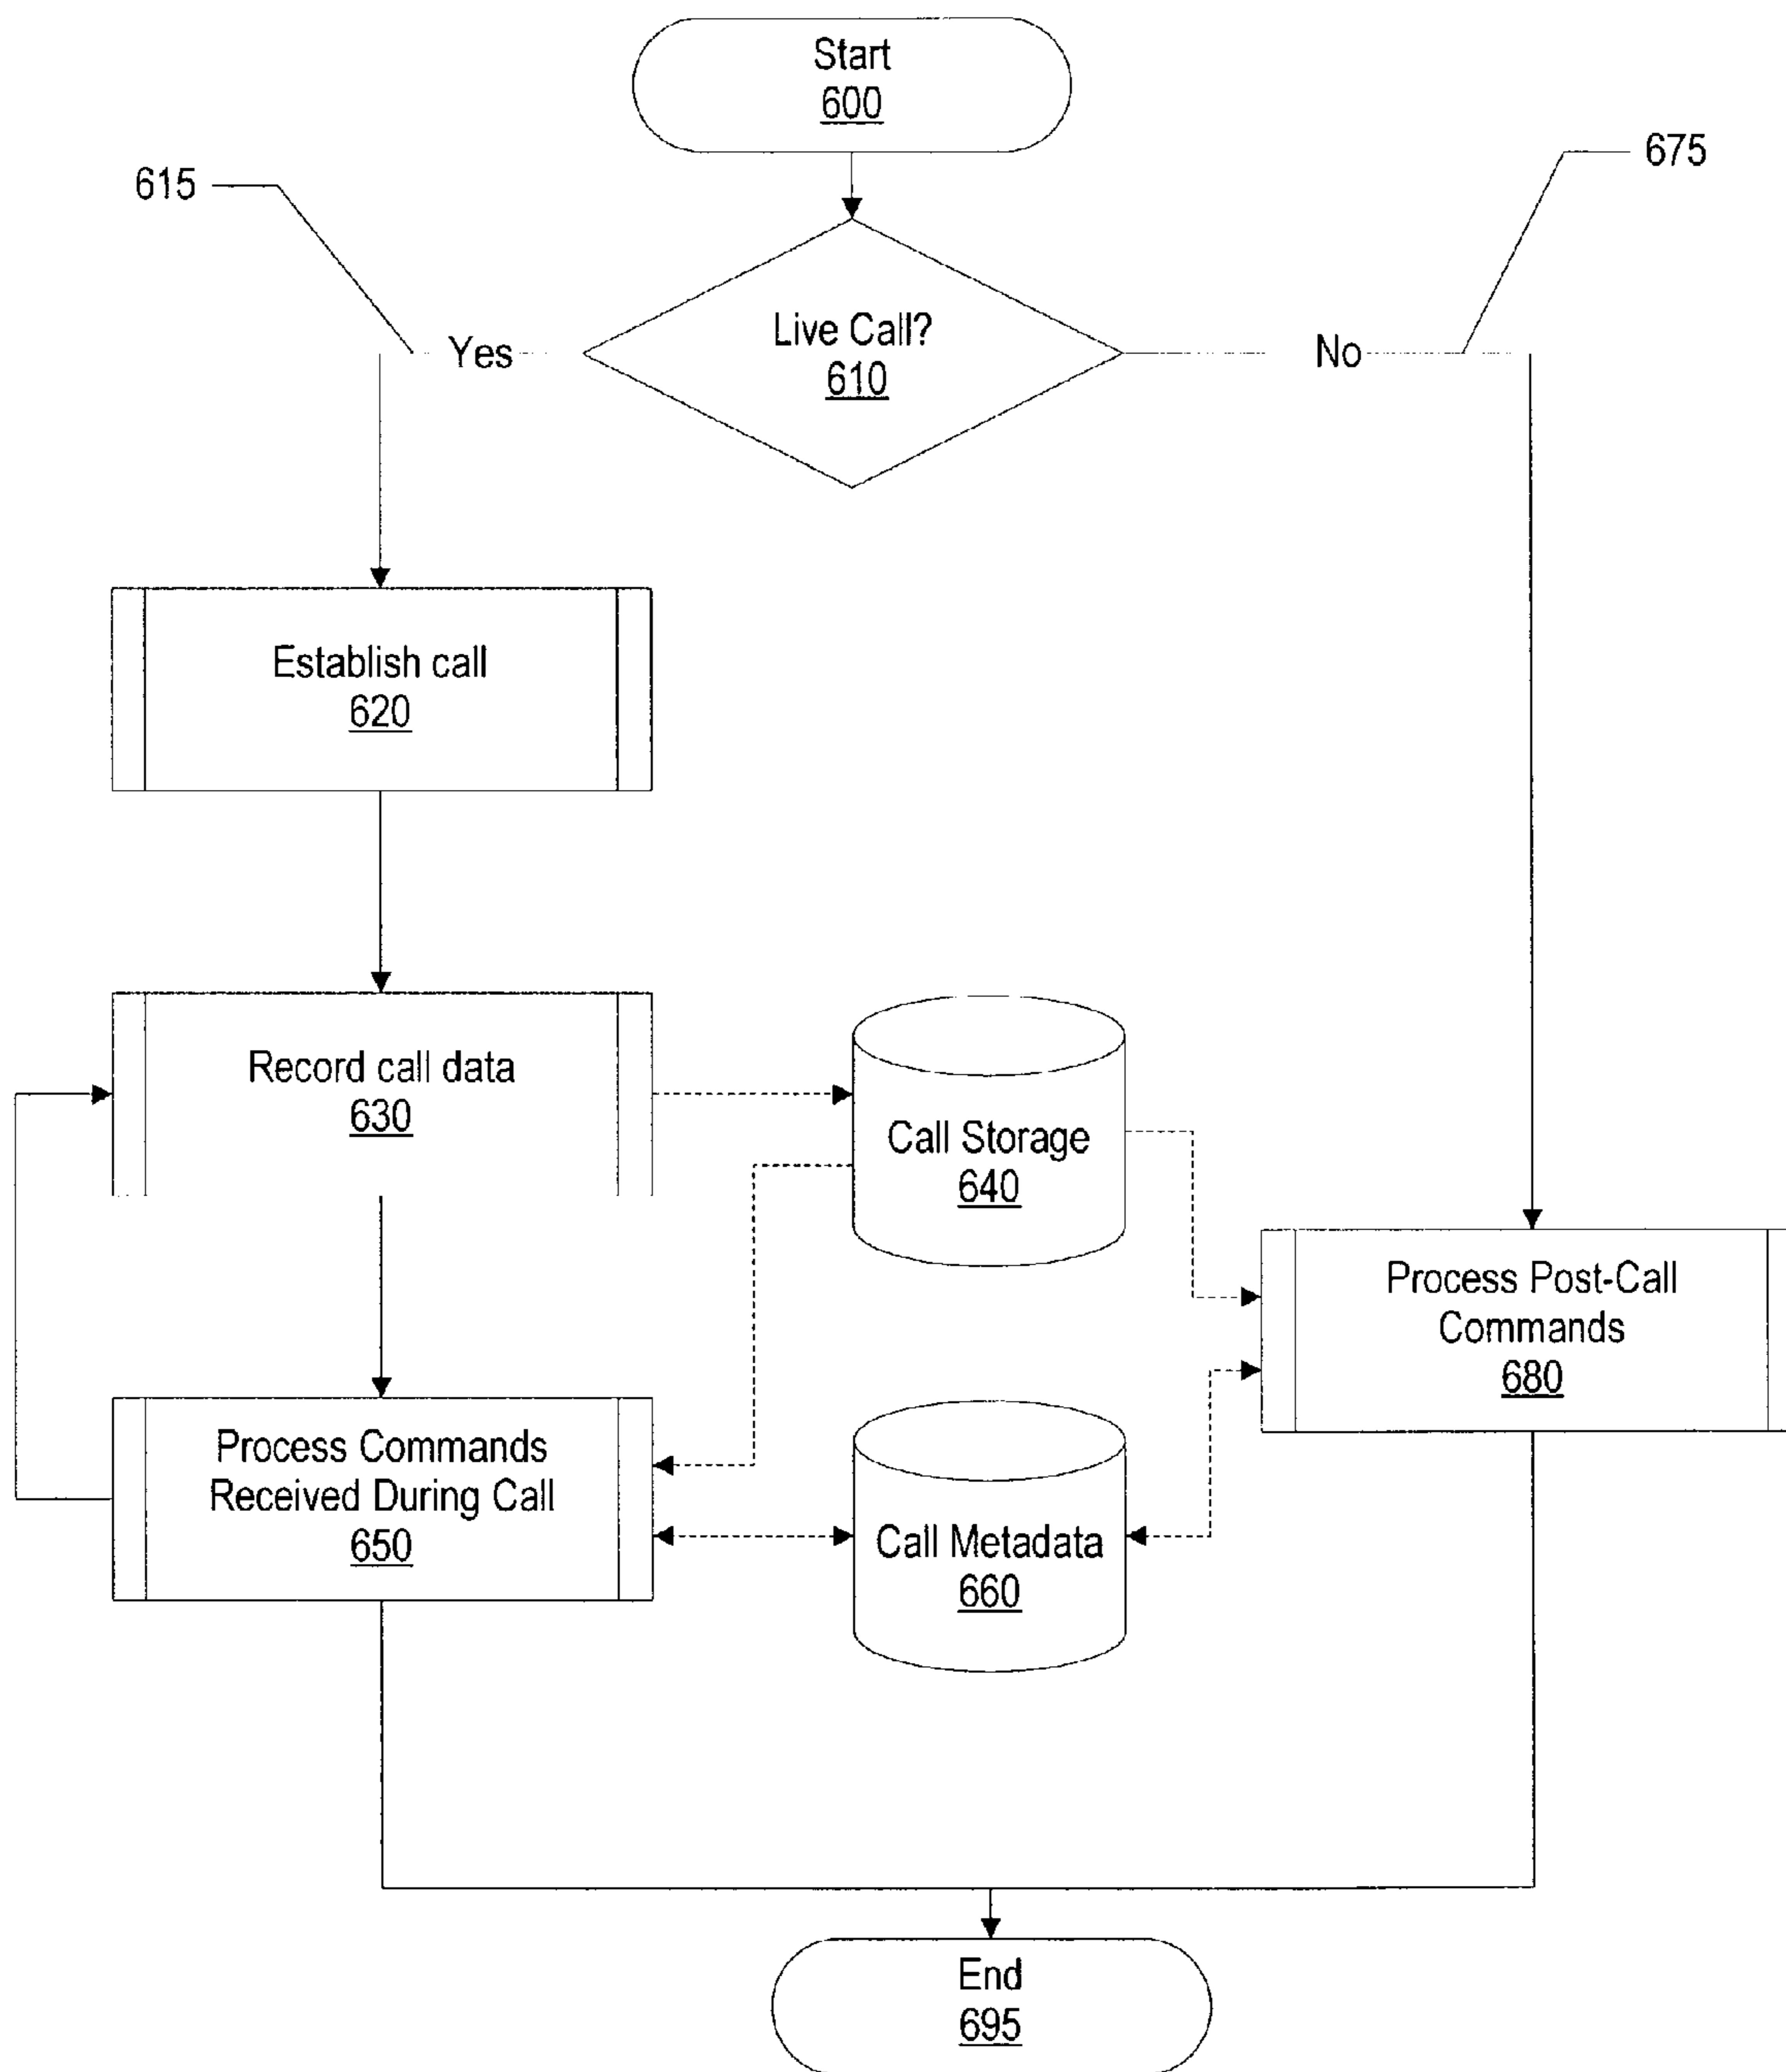 Start
600
615
675
Live Call?
610
Yes
No
Establish call
620
Record call data
630
Call Storage
640
Process Post-Call
Commands
680
Process Commands
Received During Call
650
Call Metadata
660
End
695